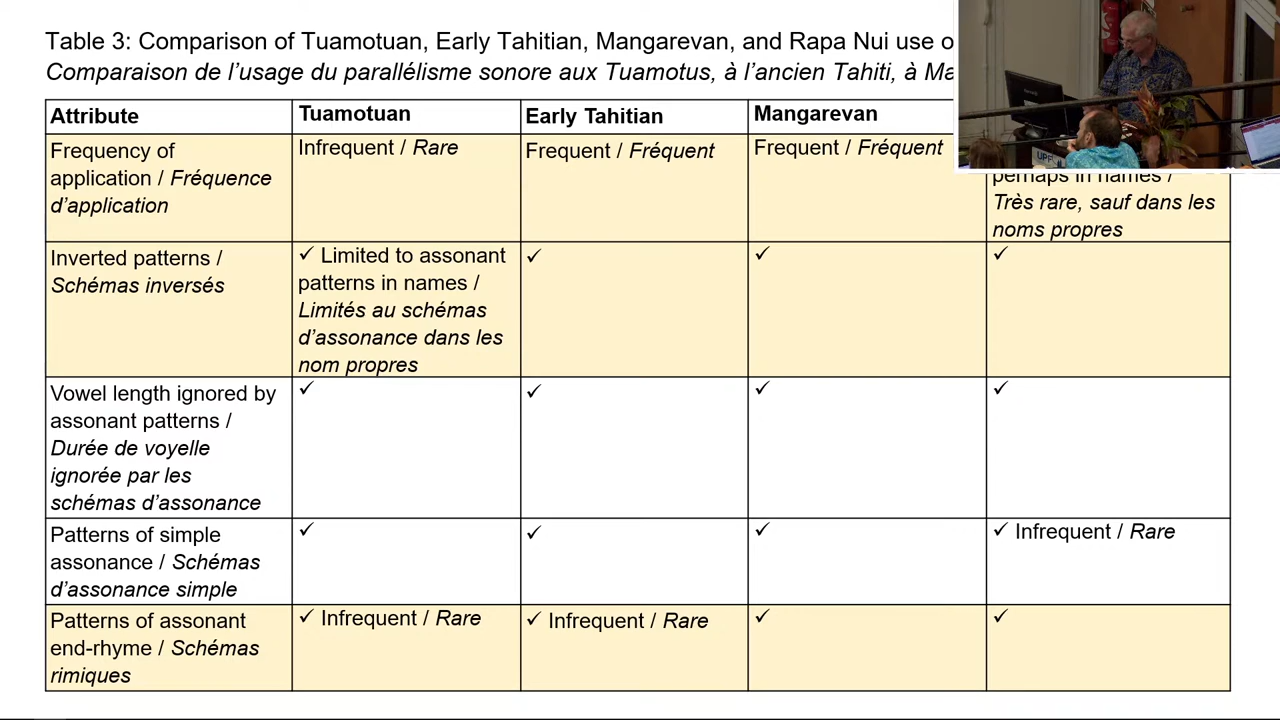 Table 3: Comparison of Tuamotuan, Early Tahitian, Mangarevan, and Rapa Nui use
Comparaison de l’usage du parallélisme sonore aux Tuamotus, à l’ancien Tahiti, à
Attribute
Tuamotuan
Early Tahitian
Mangarevan
Frequency of
application / Fréquence
d’application
Infrequent / Rare
Frequent / Fréquent
Frequent / Fréquent
perhaps in names /
Très rare, sauf dans les
noms propres
Inverted patterns /
Schémas inversés
✓ Limited to assonant
patterns in names /
Limités au schémas
d’assonance dans les
nom propres
✓
✓
✓
Vowel length ignored by
assonant patterns /
Durée de voyelle
ignorée par les
schémas d’assonance
✓
✓
✓
✓
Patterns of simple
assonance / Schémas
d’assonance simple
✓
✓
✓
✓ Infrequent / Rare
Patterns of assonant
end-rhyme / Schémas
rimiques
✓ Infrequent / Rare
✓ Infrequent / Rare
✓
✓
UPF